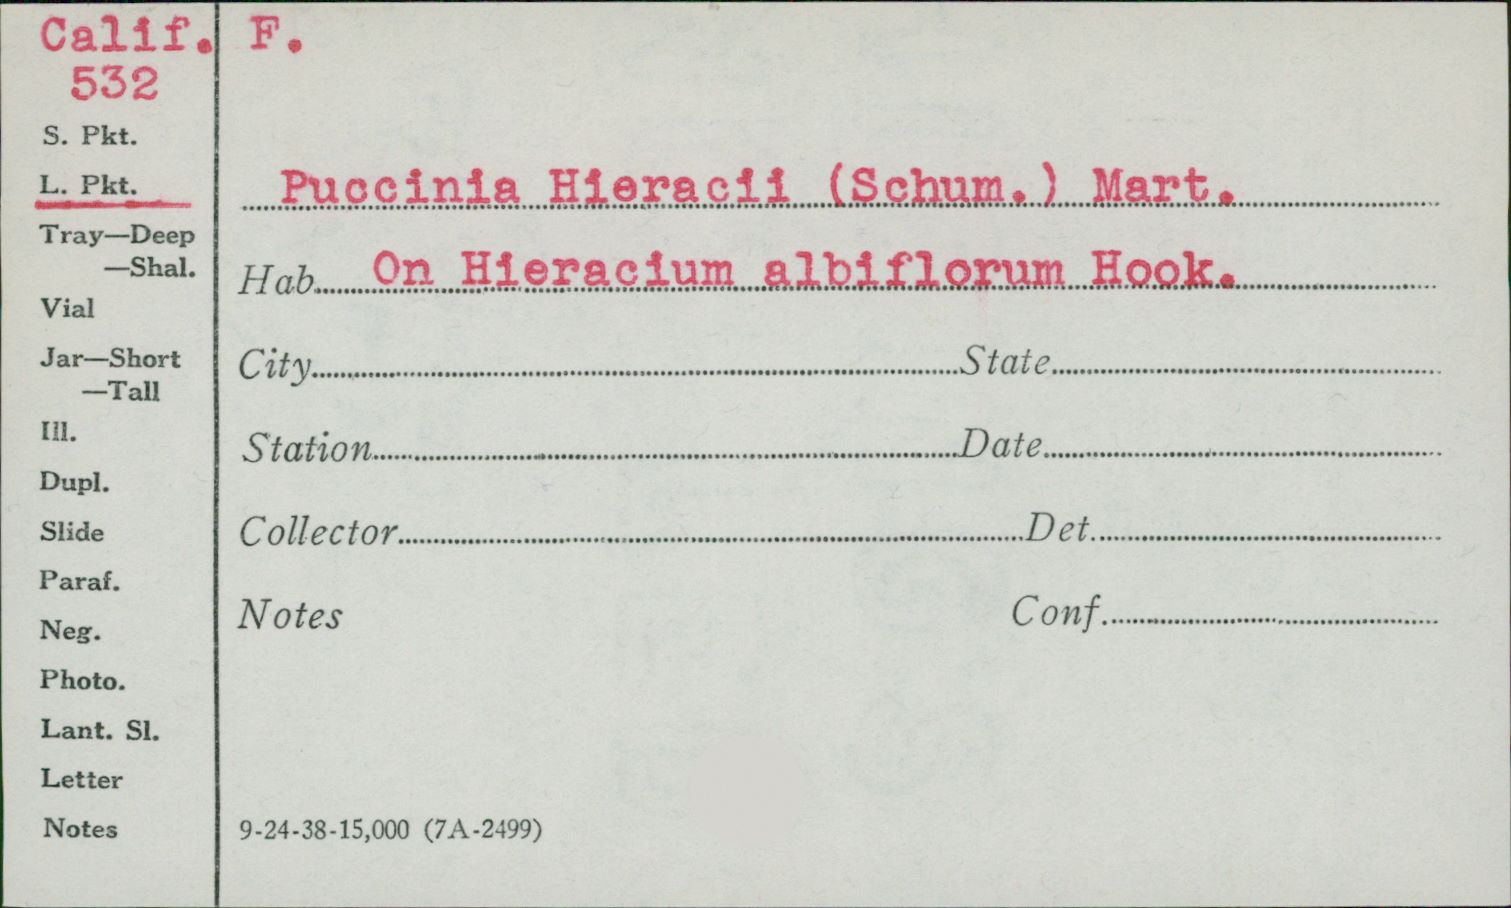 Calif. F.
532
S. Pkt.
L. Pkt.
Puccinia Hieracii (Schum.) Mart.
Tray—Deep
—Shal.
Hab. On Hieracium albiflorum Hook.
Vial
Jar—Short
—Tall
City State
Ill.
Station Date
Dupl.
Slide
Collector Det.
Paraf.
Neg.
Notes Conf.
Photo.
Lant. Sl.
Letter
Notes
9-24-38-15,000 (7A-2499)